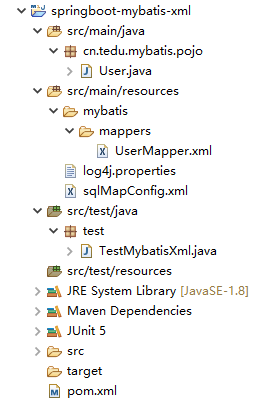 springboot-mybatis-xml
src/main/java
cn.tedu.mybatis.pojo
User.java
src/main/resources
mybatis
mappers
UserMapper.xml
log4j.properties
sqlMapConfig.xml
src/test/java
test
TestMybatisXml.java
src/test/resources
JRE System Library [JavaSE-1.8]
Maven Dependencies
JUnit 5
src
target
pom.xml